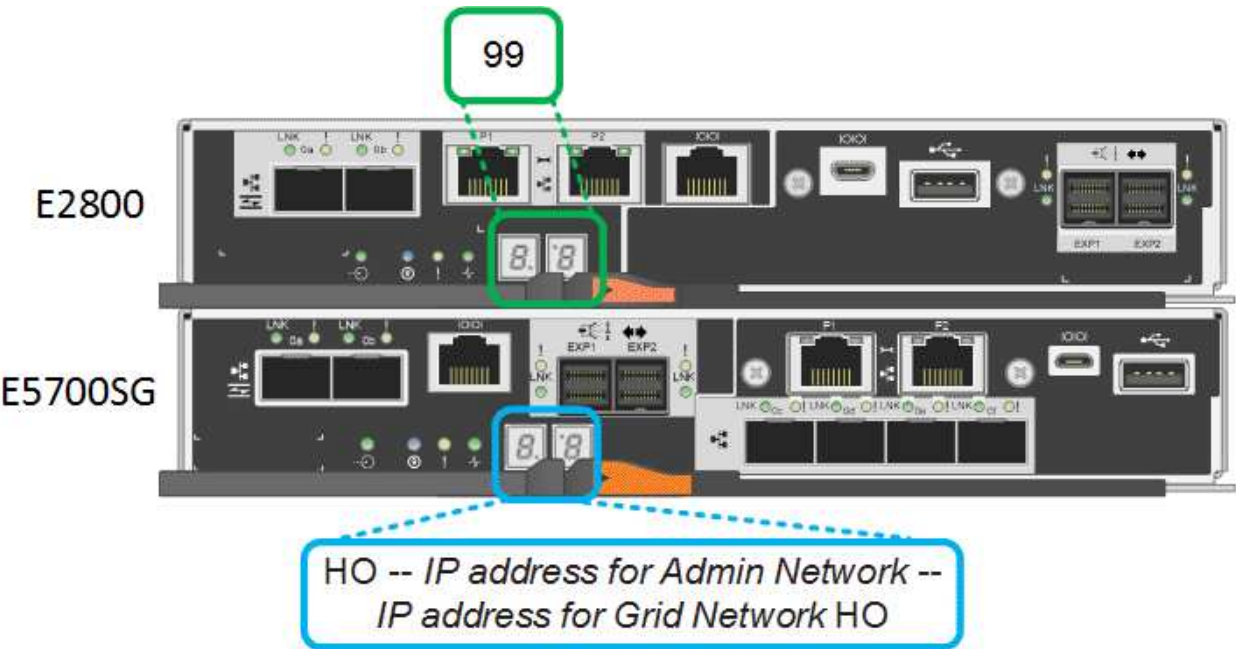 99
LNK ! LNK !
0a 0b
P1 P2 IOIOI
IOIOI
! !
LNK LNK
EXP1 EXP2
E2800
!
8. 8
LNK ! LNK !
0a 0b
IOIOI
EXP1 EXP2
! !
LNK LNK
P1 P2
IOIOI
E5700SG
LNK 0c ! LNK 0d ! LNK 0e ! LNK 0f !
!
8. 8
HO -- IP address for Admin Network --
IP address for Grid Network HO